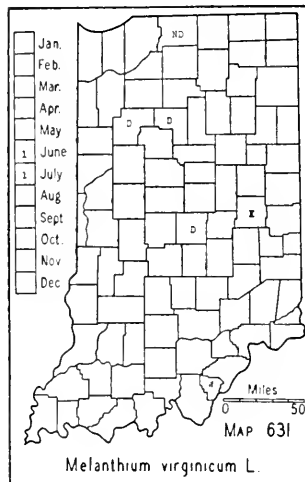 Jan.
Feb.
Mar.
Apr.
May
1 June
1 July
Aug
Sept
Oct.
Nov
Dec
ND
D D
D
Miles
0 50
MAP 631
Melanthium virginicum L.